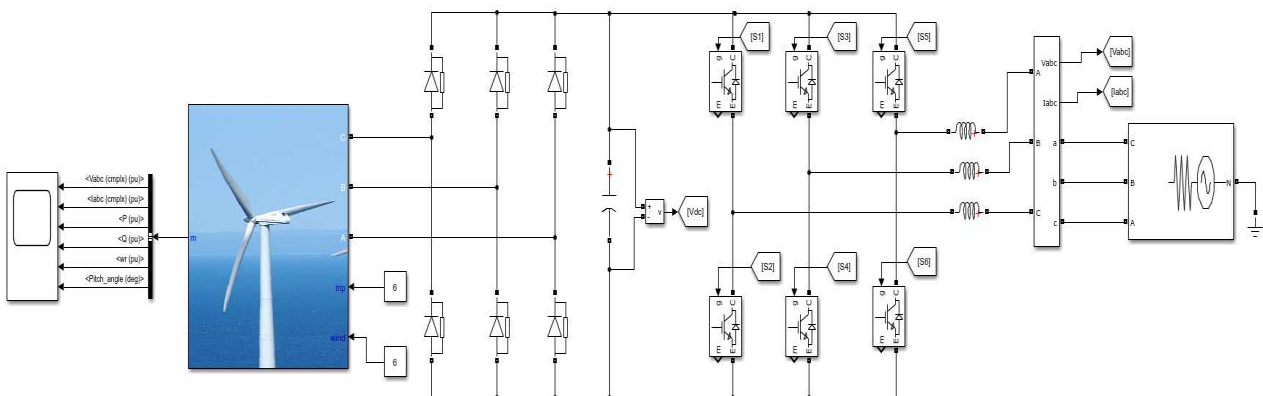 <Vabc (cmplx) (pu)>
<Iabc (cmplx) (pu)>
<P (pu)>
<Q (pu)>
<wr (pu)>
<Pitch_angle (deg)>
m
C
B
A
trip
wind
6
6
+
+
-
v
[Vdc]
[S1]
[S3]
[S5]
g
C
E
E
g
C
E
E
g
C
E
E
[S2]
[S4]
[S6]
g
C
E
E
g
C
E
E
g
C
E
E
+
+
+
A
B
C
Vabc
Iabc
a
b
c
[Vabc]
[Iabc]
C
B
A
N